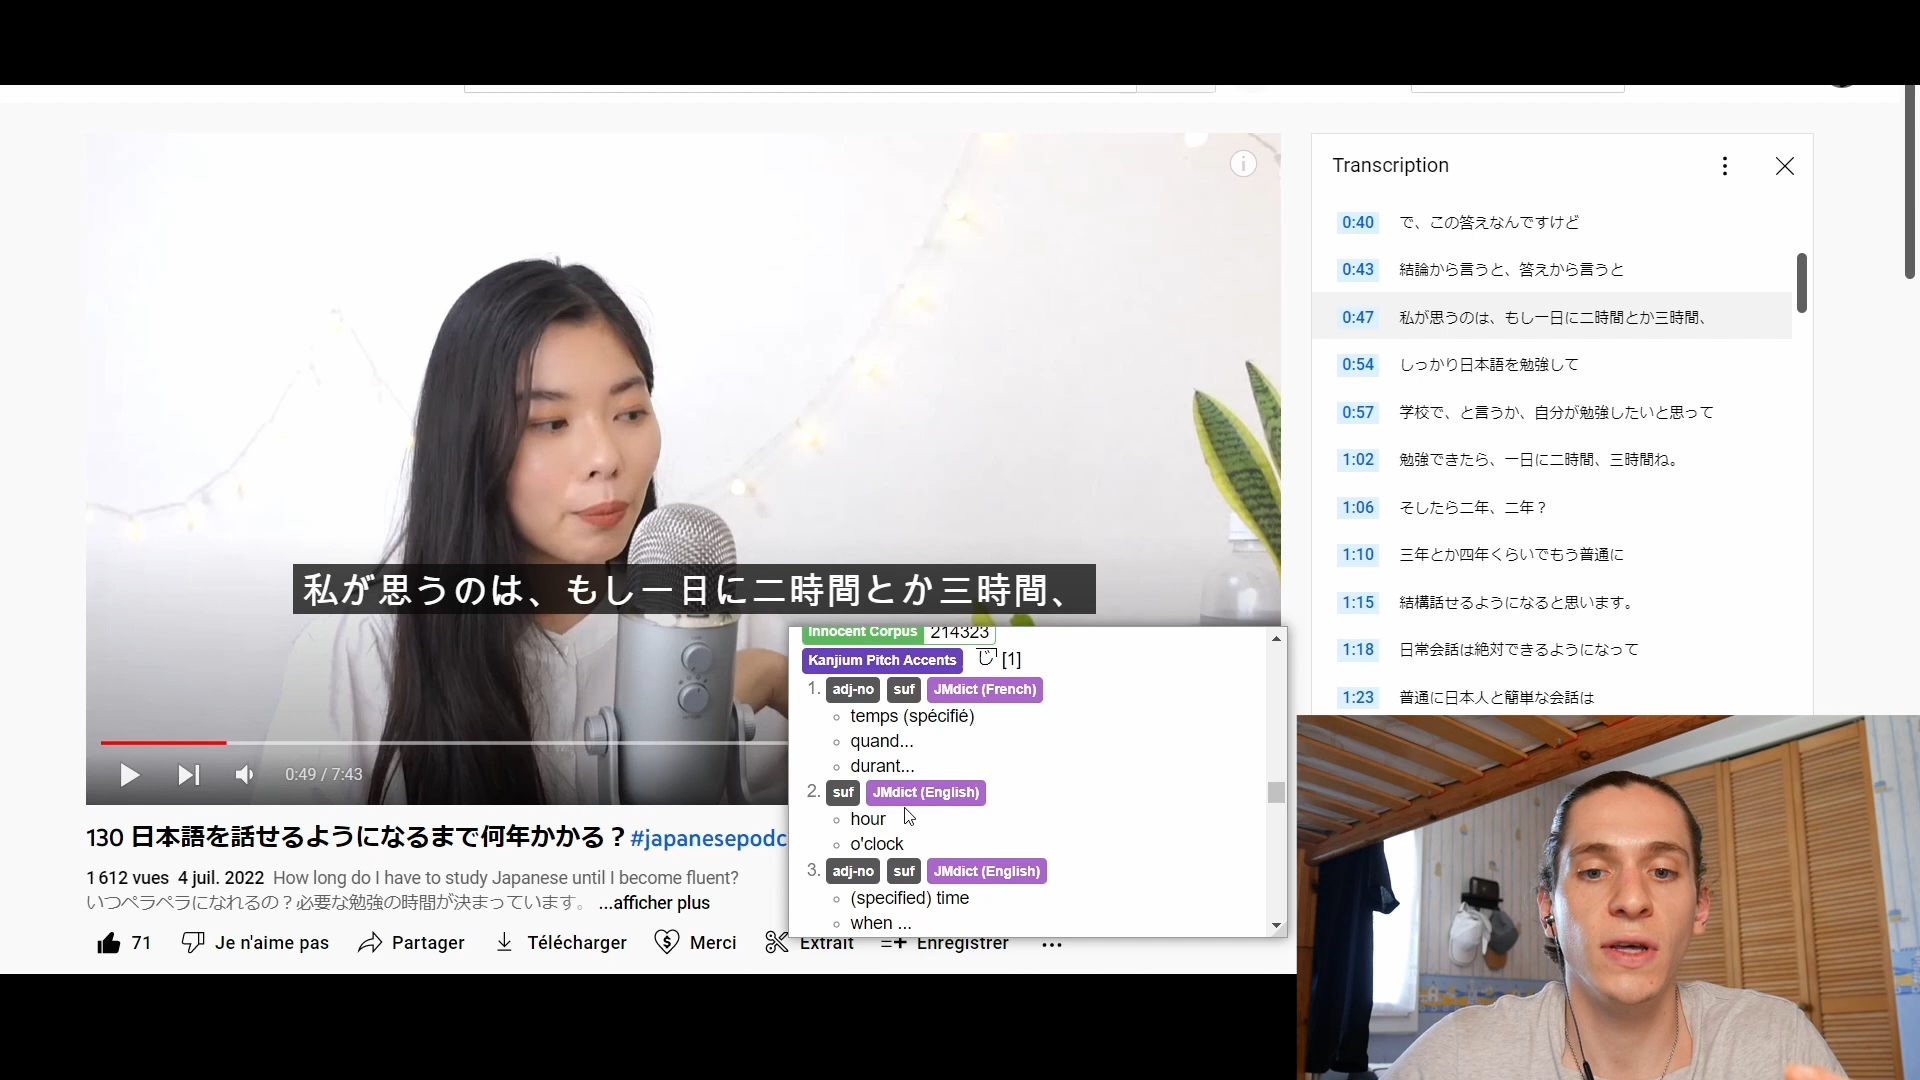 Transcription
0:40 で、この答えなんですけど
0:43 結論から言うと、答えから言うと
0:47 私が思うのは、もし一日に二時間とか三時間、
0:54 しっかり日本語を勉強して
0:57 学校で、と言うか、自分が勉強したいと思って
1:02 勉強できたら、一日に二時間、三時間ね。
1:06 そしたら二年、二年？
1:10 三年とか四年くらいでもう普通に
1:15 結構話せるようになると思います。
1:18 日常会話は絶対できるようになって
1:23 普通に日本人と簡単な会話は
私が思うのは、もし一日に二時間とか三時間、
Innocent Corpus 214323
Kanjium Pitch Accents じ [1]
1. adj-no suf JMdict (French)
temps (spécifié)
quand...
durant...
2. suf JMdict (English)
hour
o'clock
3. adj-no suf JMdict (English)
(specified) time
when ...
0:49 / 7:43
130 日本語を話せるようになるまで何年かかる？#japanesepodc
1 612 vues 4 juil. 2022 How long do I have to study Japanese until I become fluent?
いつペラペラになれるの？必要な勉強の時間が決まっています。 ...afficher plus
71 Je n'aime pas Partager Télécharger Merci Extrait Enregistrer